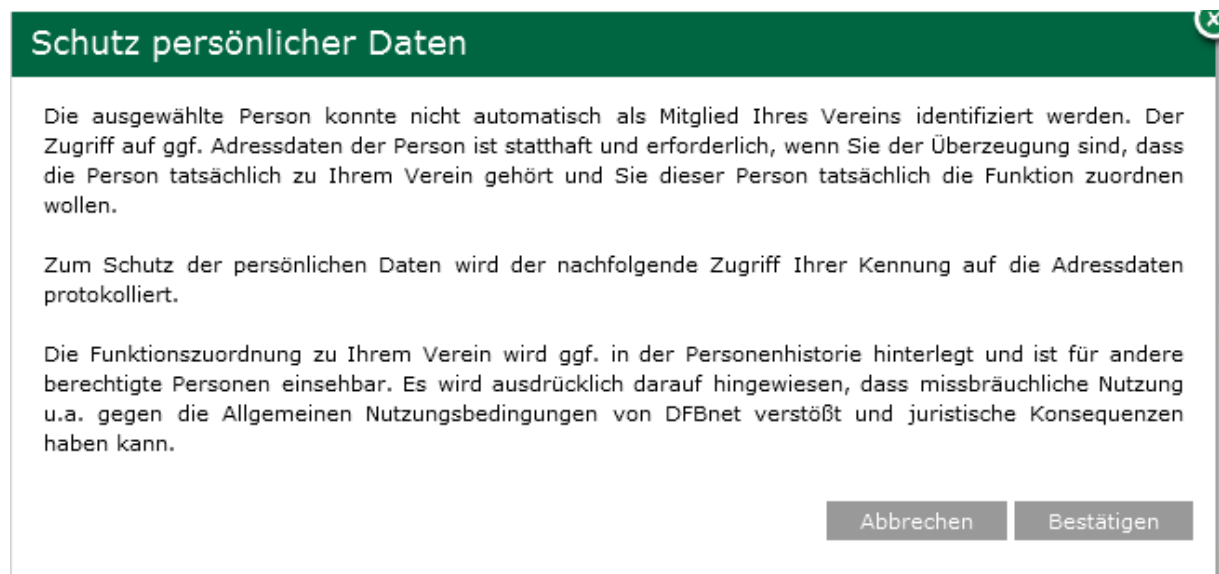 Schutz persönlicher Daten
x
Die ausgewählte Person konnte nicht automatisch als Mitglied Ihres Vereins identifiziert werden. Der
Zugriff auf ggf. Adressdaten der Person ist statthaft und erforderlich, wenn Sie der Überzeugung sind, dass
die Person tatsächlich zu Ihrem Verein gehört und Sie dieser Person tatsächlich die Funktion zuordnen
wollen.
Zum Schutz der persönlichen Daten wird der nachfolgende Zugriff Ihrer Kennung auf die Adressdaten
protokolliert.
Die Funktionszuordnung zu Ihrem Verein wird ggf. in der Personenhistorie hinterlegt und ist für andere
berechtigte Personen einsehbar. Es wird ausdrücklich darauf hingewiesen, dass missbräuchliche Nutzung
u.a. gegen die Allgemeinen Nutzungsbedingungen von DFBnet verstößt und juristische Konsequenzen
haben kann.
Abbrechen Bestätigen